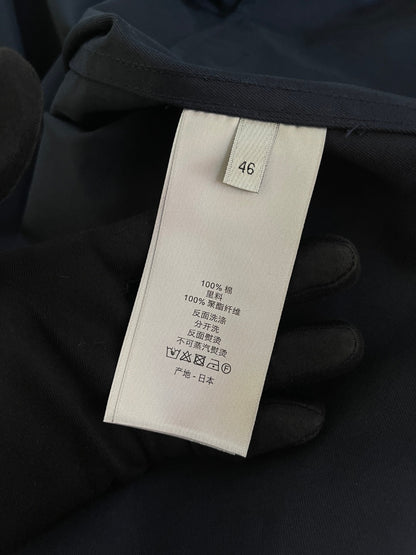 46
100% 棉
里料
100% 聚酯纤维
反面洗涤
分开洗
反面熨烫
不可蒸汽熨烫
产地 - 日本